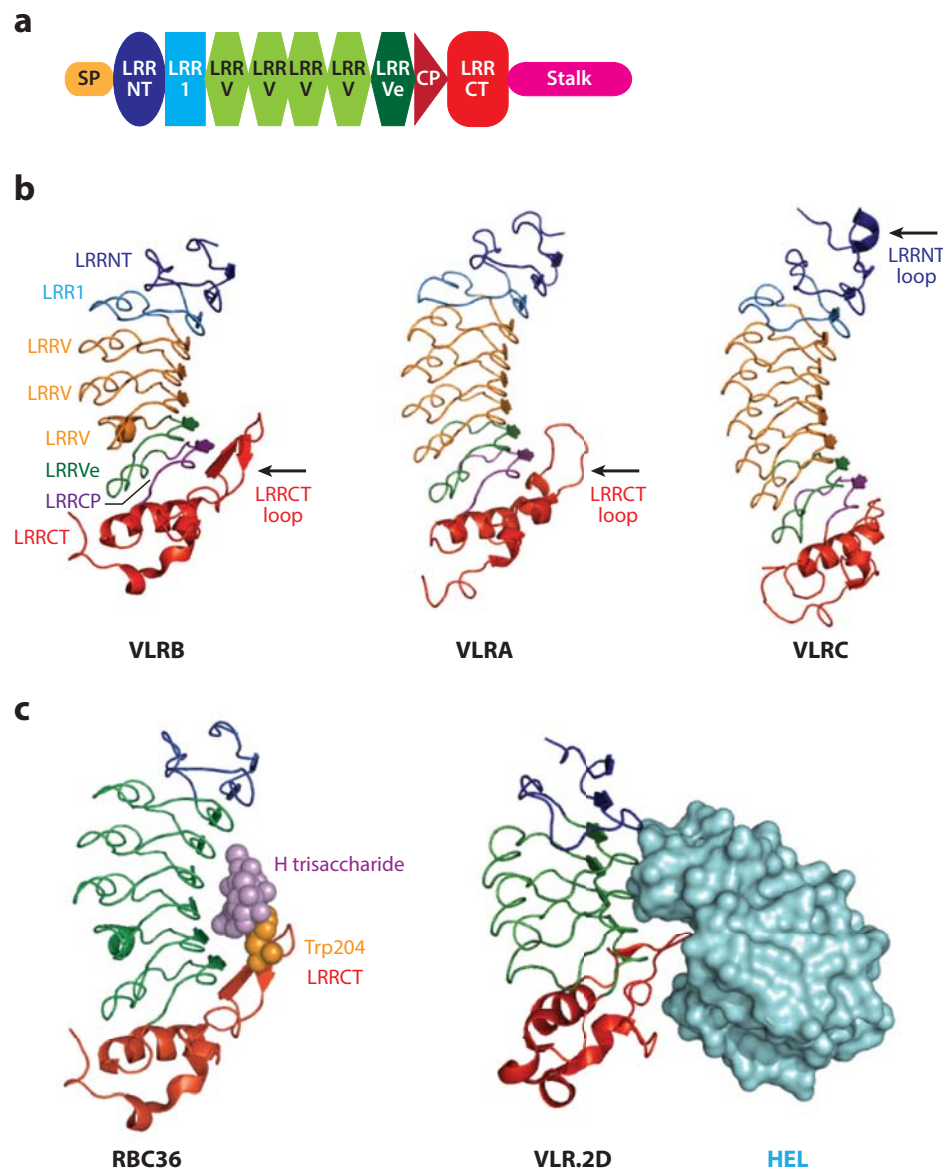 a
SP
LRR
NT
LRR
1
LRR
V
LRR
V
LRR
V
LRR
V
LRR
Ve
CP
LRR
CT
Stalk
b
LRRNT
LRR1
LRRV
LRRV
LRRV
LRRVe
LRRCP
LRRCT
LRRCT
loop
VLRB
LRRCT
loop
VLRA
LRRNT
loop
VLRC
c
H trisaccharide
Trp204
LRRCT
RBC36
VLR.2D
HEL